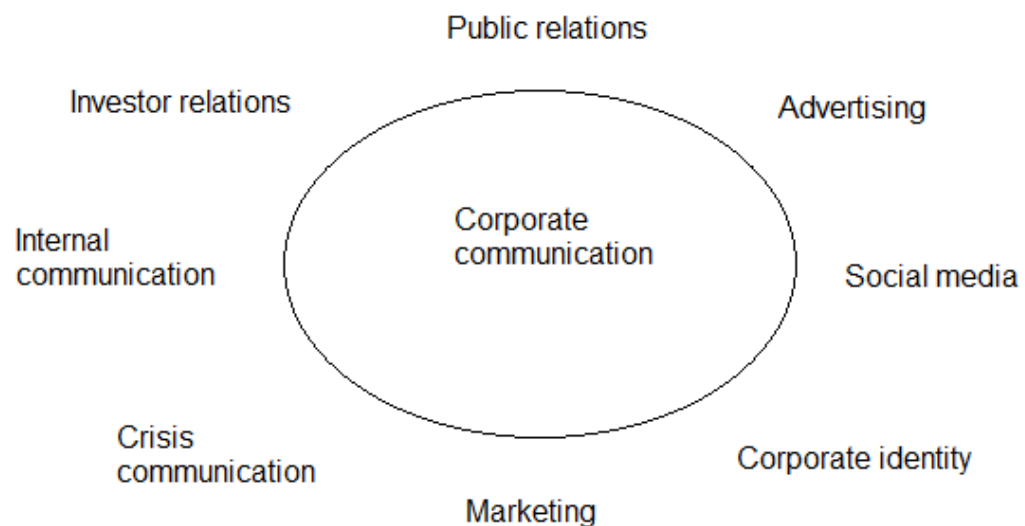 Public relations
Investor relations
Advertising
Corporate
communication
Internal
communication
Social media
Crisis
communication
Corporate identity
Marketing